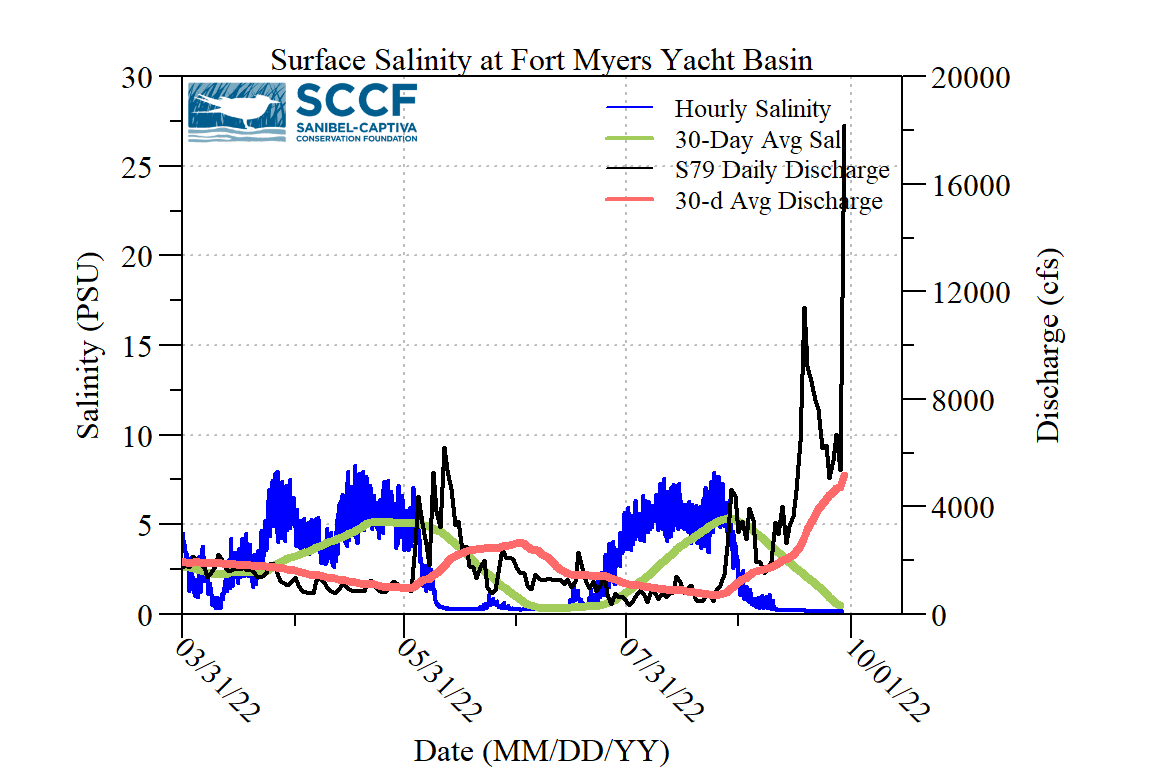 Surface Salinity at Fort Myers Yacht Basin
SCCF
SANIBEL-CAPTIVA
CONSERVATION FOUNDATION
Hourly Salinity
30-Day Avg Sal
S79 Daily Discharge
30-d Avg Discharge
Salinity (PSU)
30
25
20
15
10
5
0
20000
16000
12000
8000
4000
0
Discharge (cfs)
03/31/22
05/31/22
07/31/22
10/01/22
Date (MM/DD/YY)